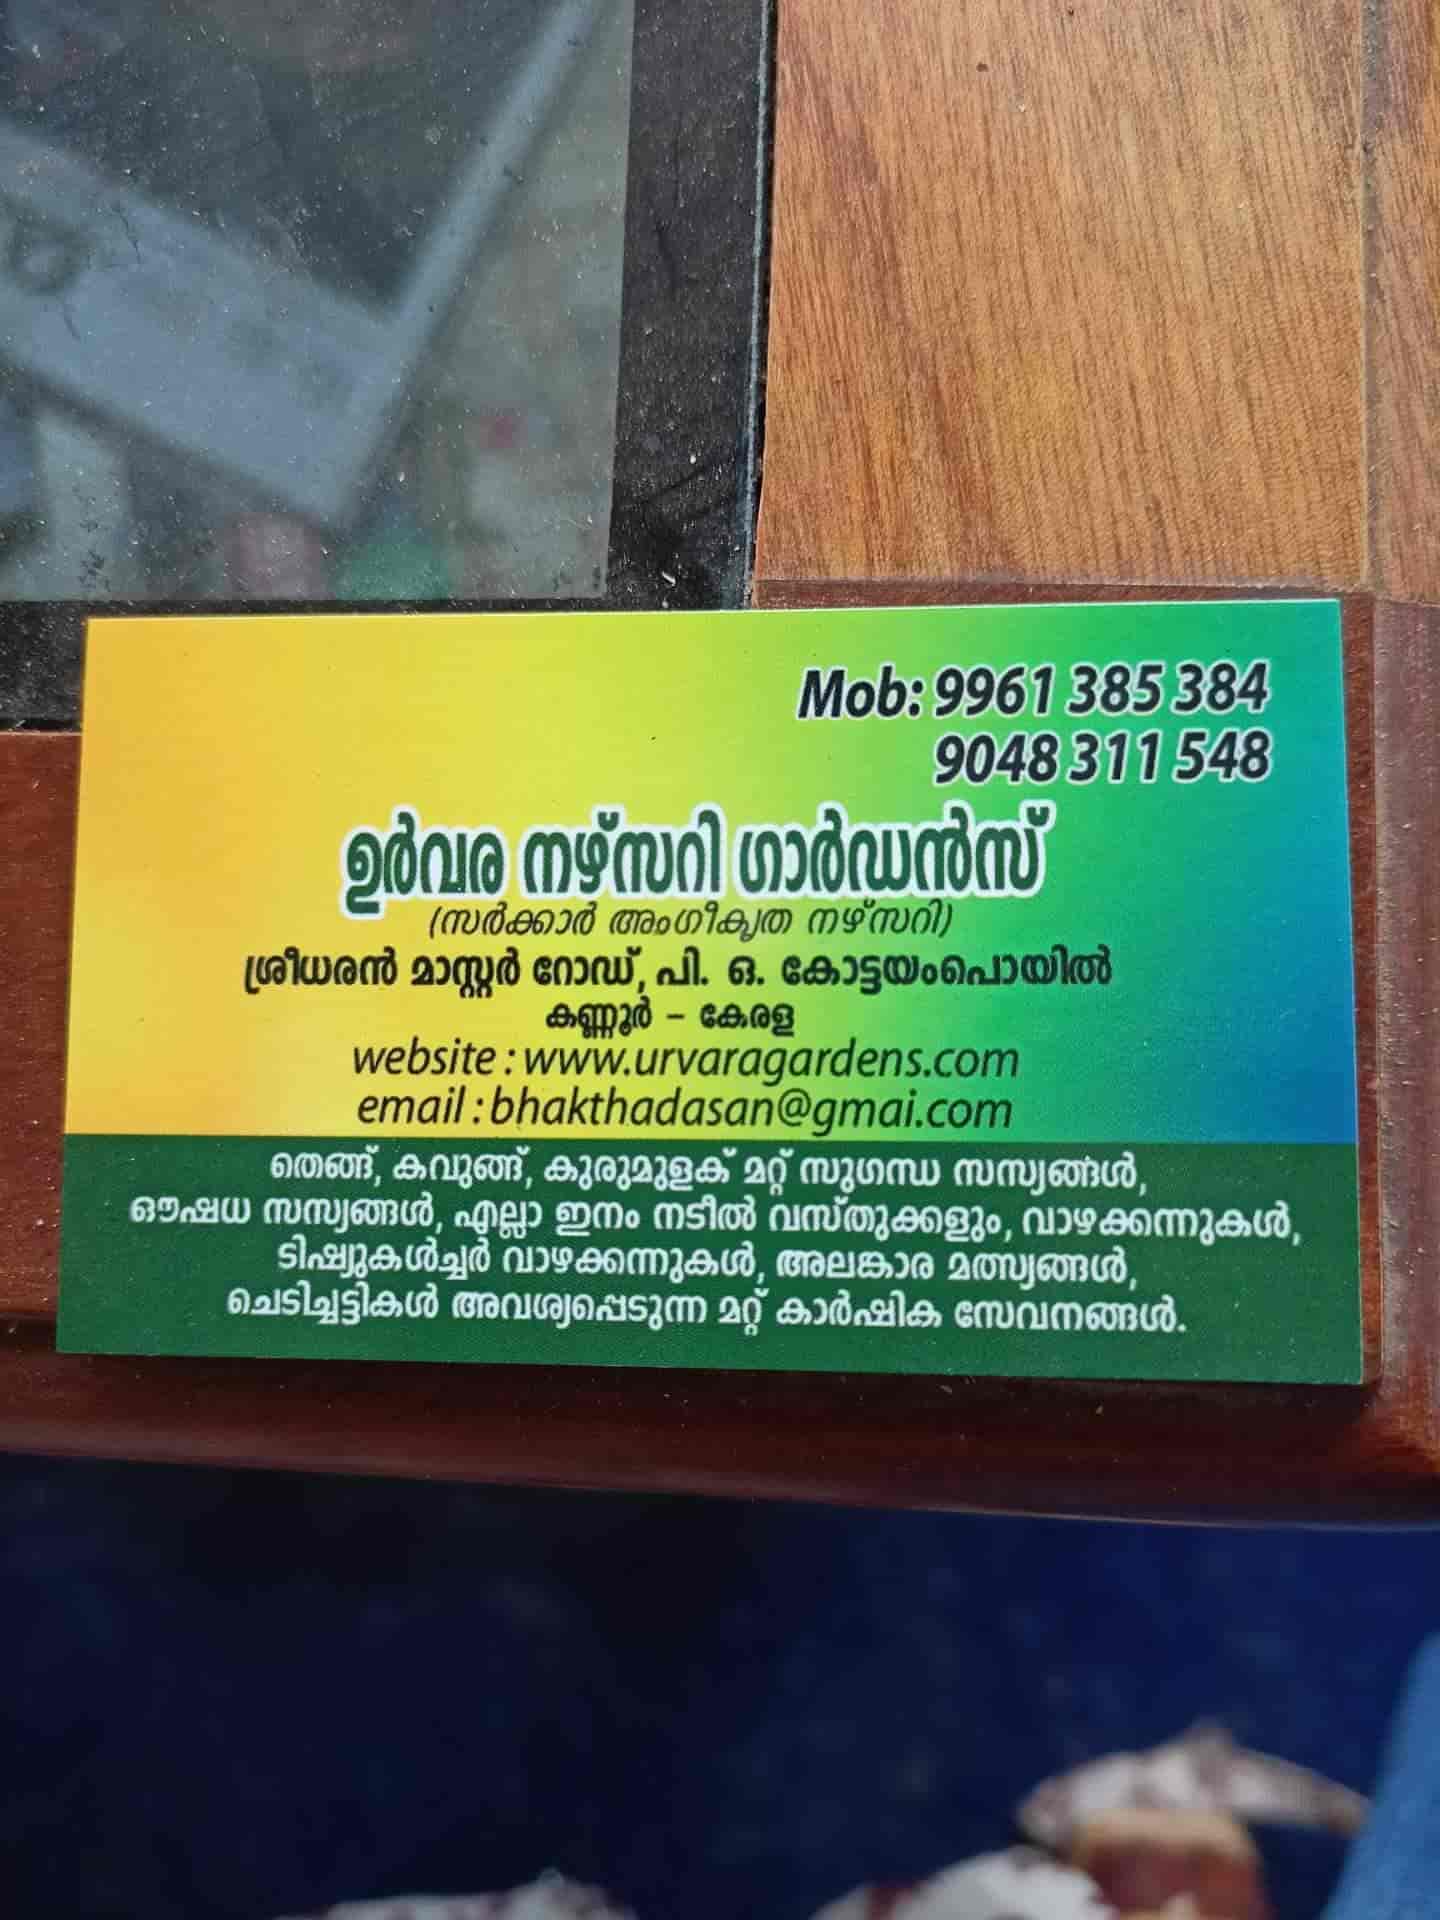 Mob: 9961 385 384
9048 311 548
ഉർവര നഴ്സറി ഗാർഡൻസ്
(സർക്കാർ അംഗീകൃത നഴ്സറി)
ശ്രീധരൻ മാസ്റ്റർ റോഡ്, പി. ഒ. കോട്ടയംപൊയിൽ
കണ്ണൂർ - കേരള
website : www.urvaragardens.com
email : bhakthadasan@gmai.com
തെങ്ങ്, കവുങ്ങ്, കുരുമുളക് മറ്റ് സുഗന്ധ സസ്യങ്ങൾ,
ഔഷധ സസ്യങ്ങൾ, എല്ലാ ഇനം നടീൽ വസ്തുക്കളും, വാഴക്കന്നുകൾ,
ടിഷ്യുകൾച്ചർ വാഴക്കന്നുകൾ, അലങ്കാര മത്സ്യങ്ങൾ,
ചെടിച്ചട്ടികൾ അവശ്യപ്പെടുന്ന മറ്റ് കാർഷിക സേവനങ്ങൾ.